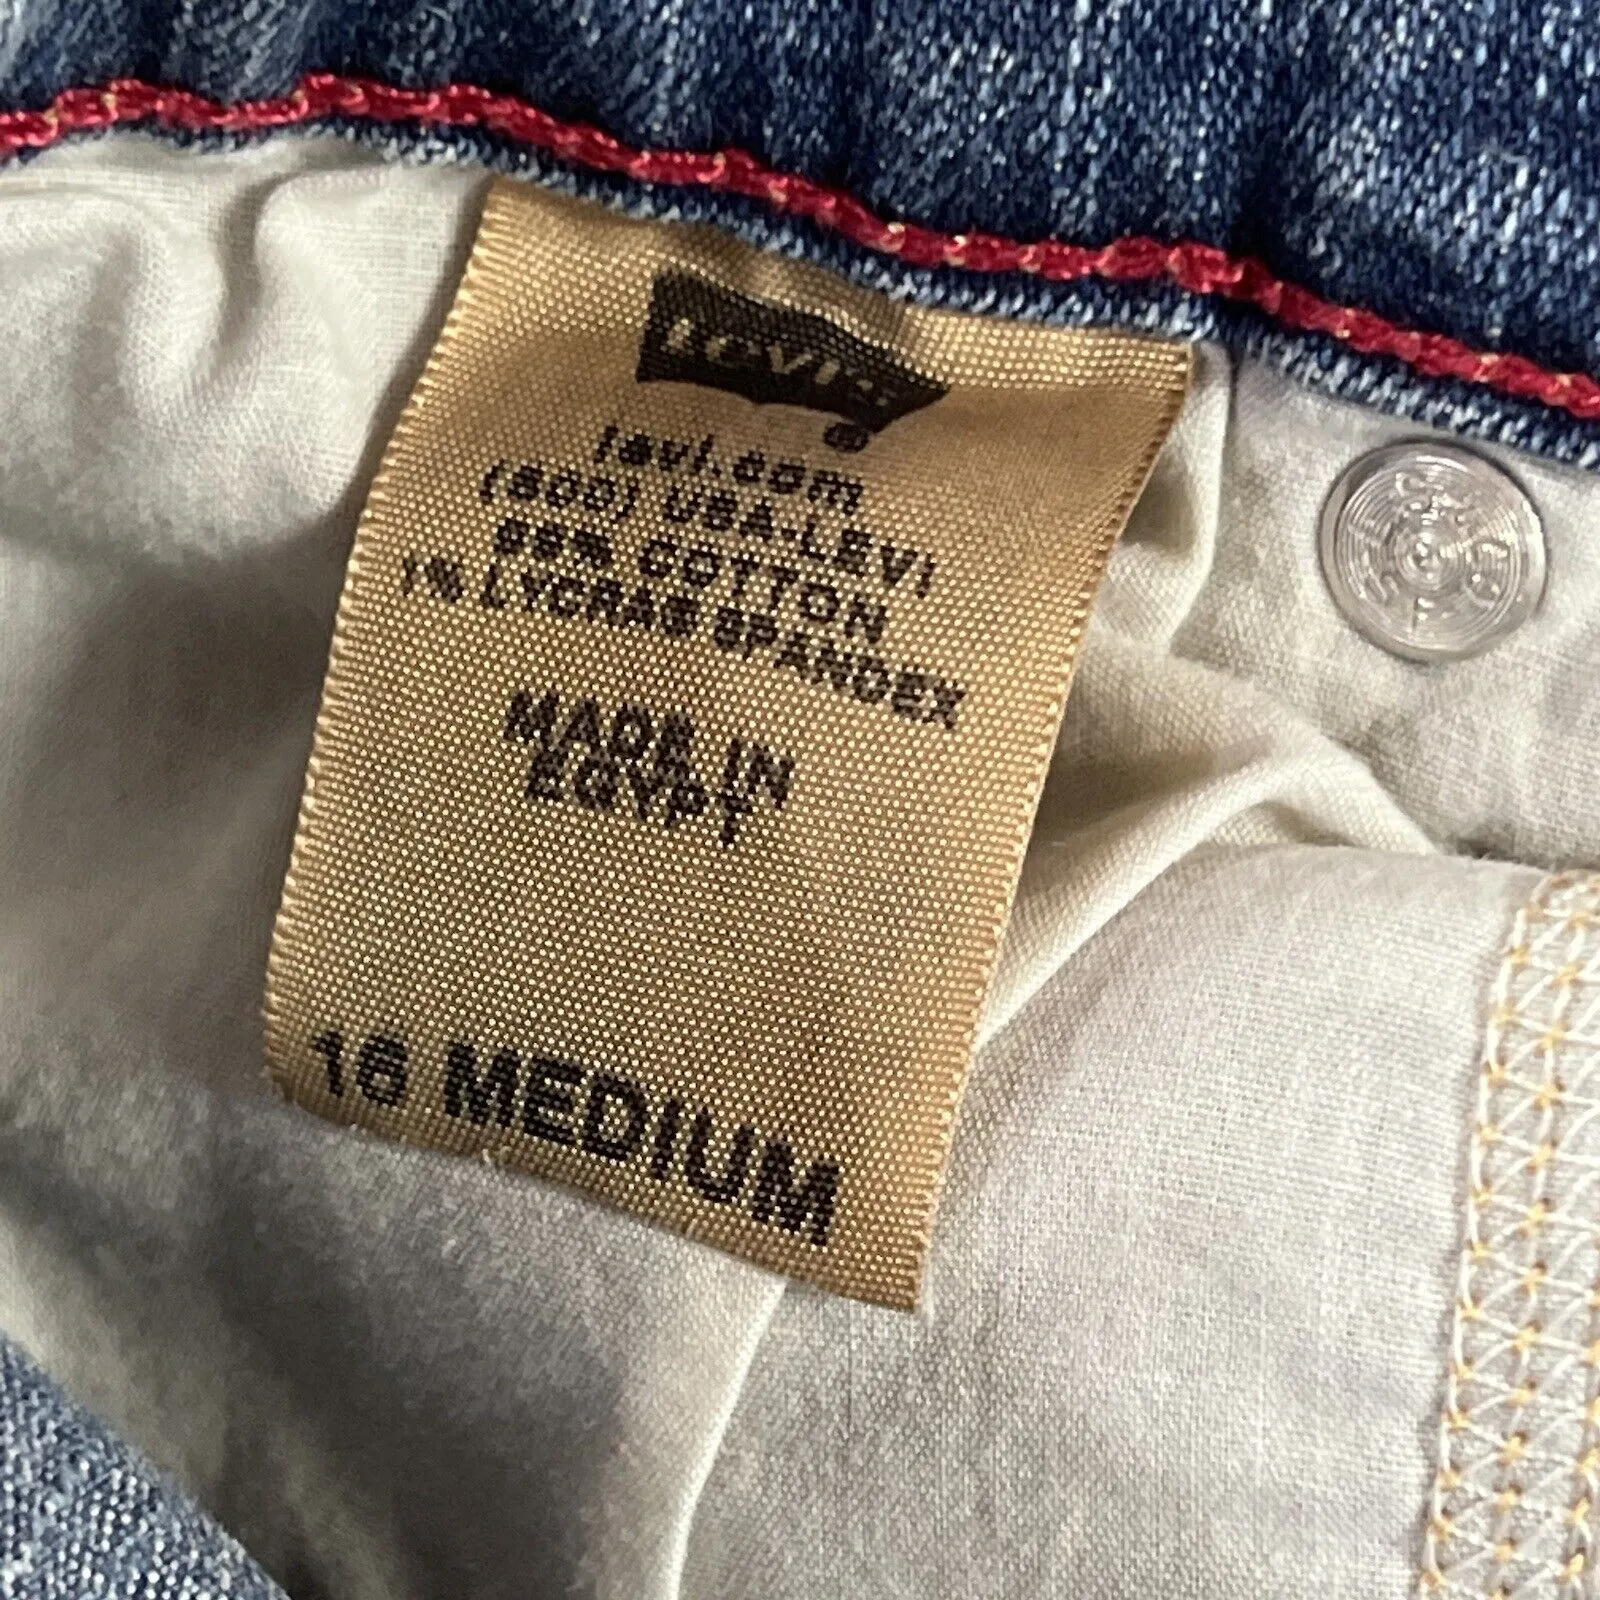 Levi's
®
levi.com
(800) USA-LEVI
99% COTTON
1% LYCRA® SPANDEX
MADE IN
EGYPT
16 MEDIUM